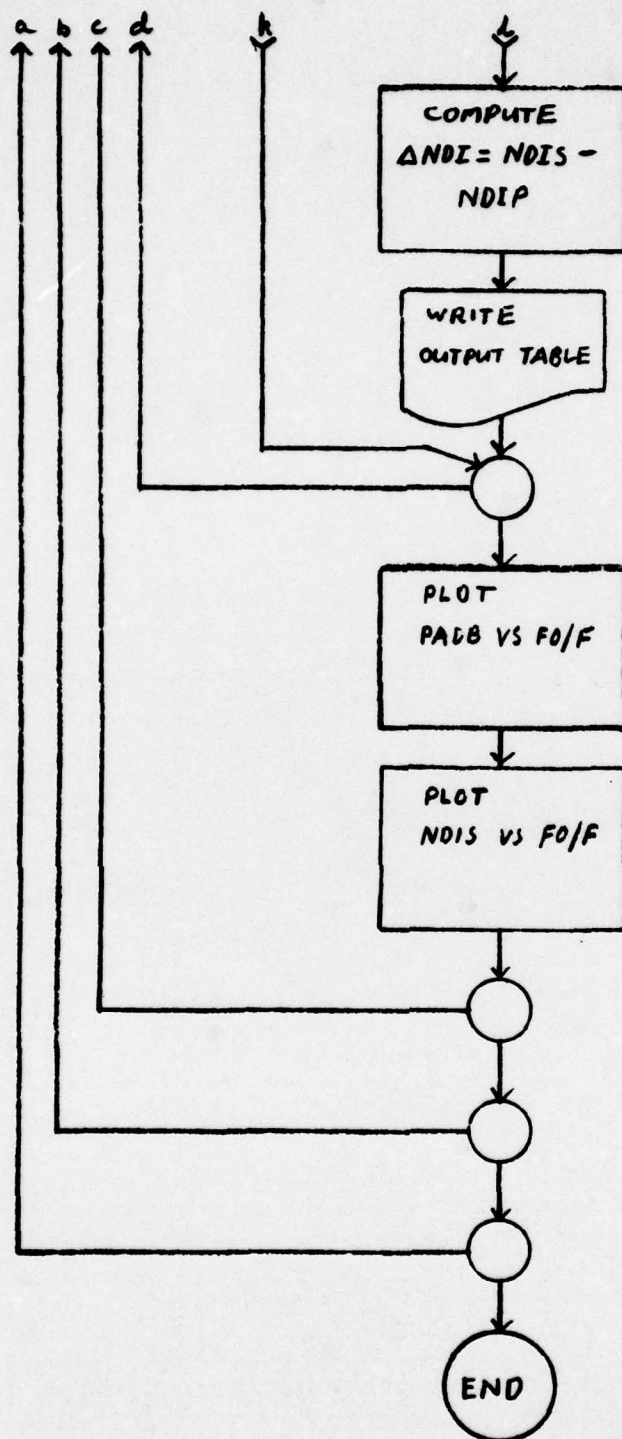 a b c d k l
COMPUTE
ΔNDI = NDIS -
NDIP
WRITE
OUTPUT TABLE
PLOT
PADB VS FO/F
PLOT
NDIS VS FO/F
END